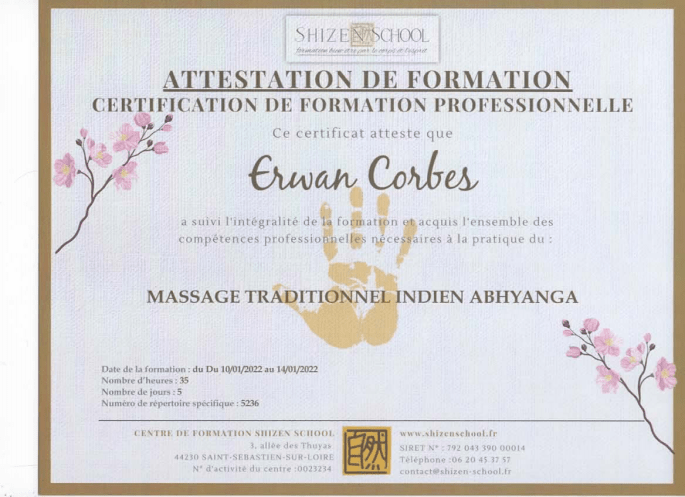 SHIZEN SCHOOL
ATTESTATION DE FORMATION
CERTIFICATION DE FORMATION PROFESSIONNELLE
Ce certificat atteste que
Erwan Corbes
a suivi l'intégralité de la formation et acquis l'ensemble des
compétences professionnelles nécessaires à la pratique du :
MASSAGE TRADITIONNEL INDIEN ABHYANGA
Date de la formation : du Du 10/01/2022 au 14/01/2022
Nombre d'heures : 35
Nombre de jours : 5
Numéro de répertoire spécifique : 5236
CENTRE DE FORMATION SHIZEN SCHOOL
3, allée des Thuyas
44230 SAINT-SEBASTIEN-SUR-LOIRE
N° d'activité du centre :0023234
自然
www.shizenschool.fr
SIRET N° : 792 043 390 00014
Téléphone :06 20 45 37 57
contact@shizen-school.fr